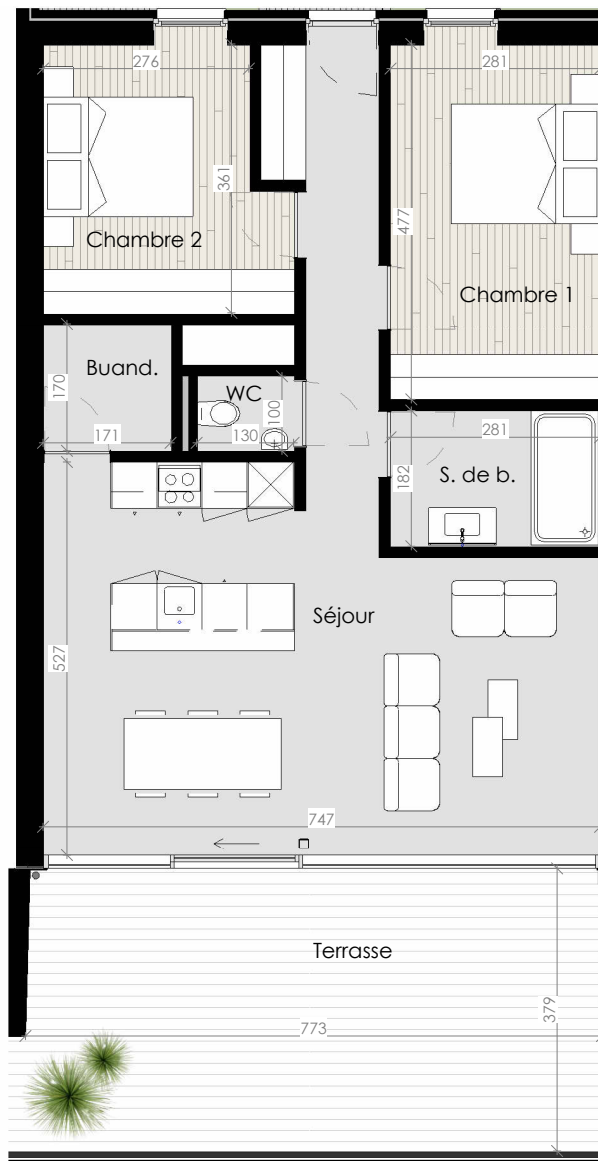 276
281
361
477
Chambre 2
Chambre 1
170
Buand.
WC
100
171
130
281
182
S. de b.
Séjour
527
747
Terrasse
379
773